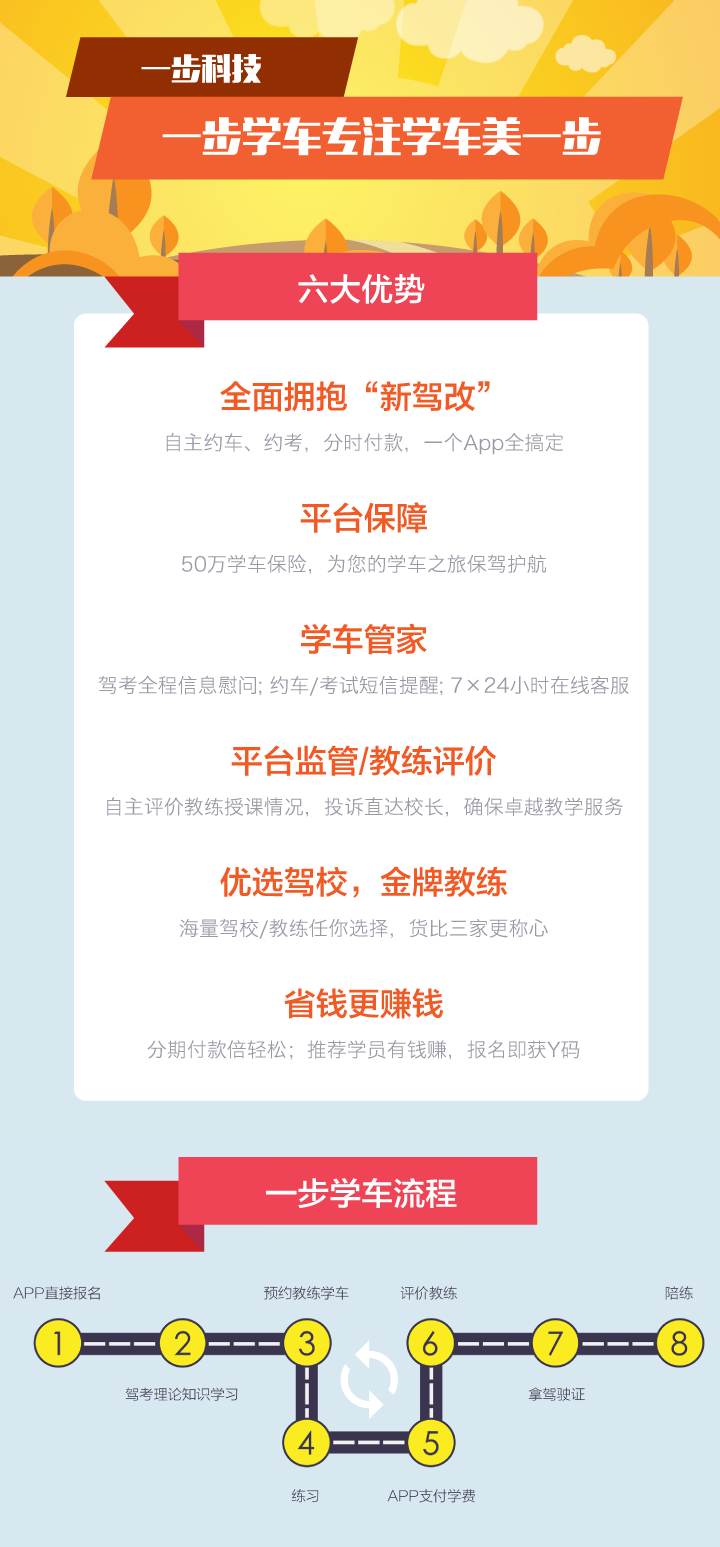 一步科技
一步学车专注学车美一步
六大优势
全面拥抱“新驾改”
自主约车、约考，分时付款，一个App全搞定
平台保障
50万学车保险，为您的学车之旅保驾护航
学车管家
驾考全程信息慰问; 约车/考试短信提醒; 7×24小时在线客服
平台监管/教练评价
自主评价教练授课情况，投诉直达校长，确保卓越教学服务
优选驾校，金牌教练
海量驾校/教练任你选择，货比三家更称心
省钱更赚钱
分期付款倍轻松；推荐学员有钱赚，报名即获Y码
一步学车流程
APP直接报名
预约教练学车
评价教练
陪练
1
2
3
6
7
8
驾考理论知识学习
拿驾驶证
4
5
练习
APP支付学费